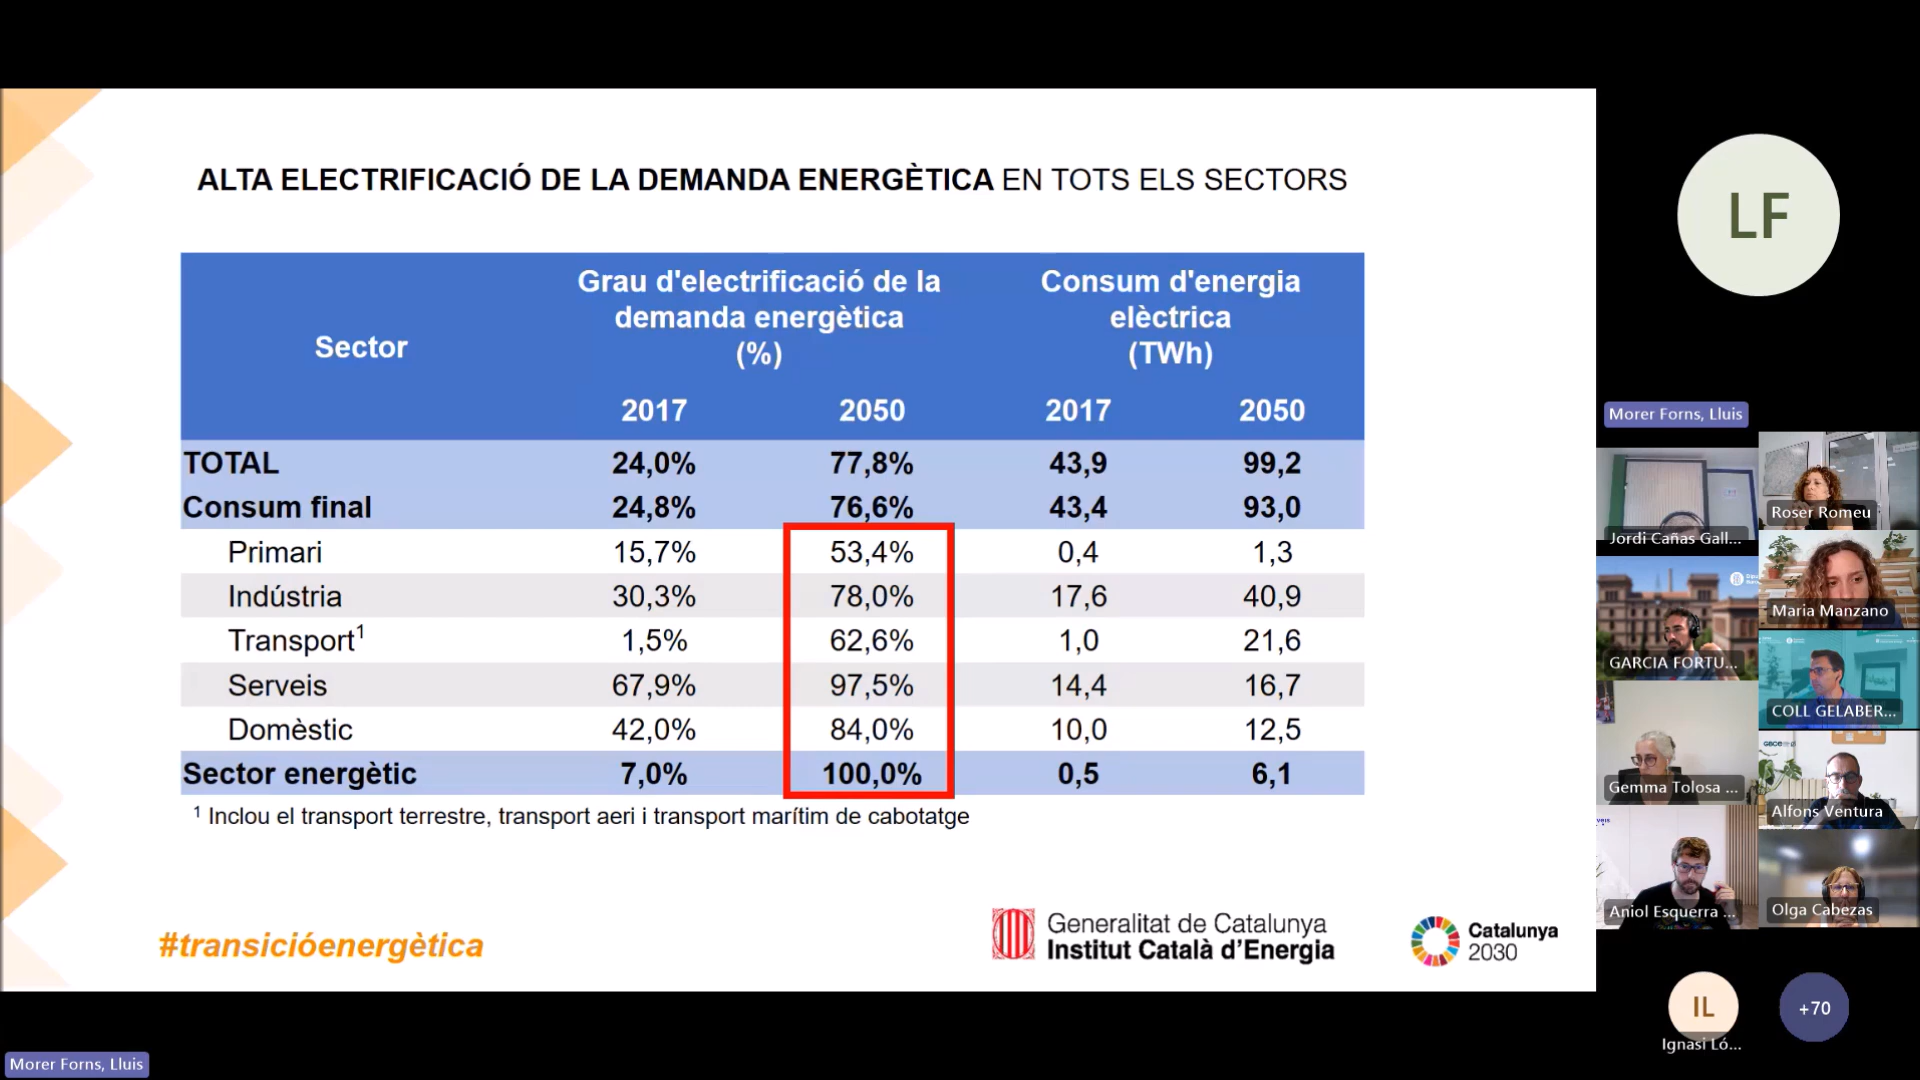 ALTA ELECTRIFICACIÓ DE LA DEMANDA ENERGÈTICA EN TOTS ELS SECTORS
Sector
Grau d'electrificació de la
demanda energètica
(%)
Consum d'energia
elèctrica
(TWh)
2017 2050 2017 2050
TOTAL 24,0% 77,8% 43,9 99,2
Consum final 24,8% 76,6% 43,4 93,0
Primari 15,7% 53,4% 0,4 1,3
Indústria 30,3% 78,0% 17,6 40,9
Transport¹ 1,5% 62,6% 1,0 21,6
Serveis 67,9% 97,5% 14,4 16,7
Domèstic 42,0% 84,0% 10,0 12,5
Sector energètic 7,0% 100,0% 0,5 6,1
¹ Inclou el transport terrestre, transport aeri i transport marítim de cabotatge
#transicióenergètica
Generalitat de Catalunya
Institut Català d'Energia
Catalunya
2030
LF
Morer Forns, Lluis
Jordi Cañas Gall...
Roser Romeu
Maria Manzano
GARCIA FORTU...
COLL GELABER...
Gemma Tolosa ...
Alfons Ventura
Aniol Esquerra ...
Olga Cabezas
IL
Ignasi Ló...
+70
Morer Forns, Lluis